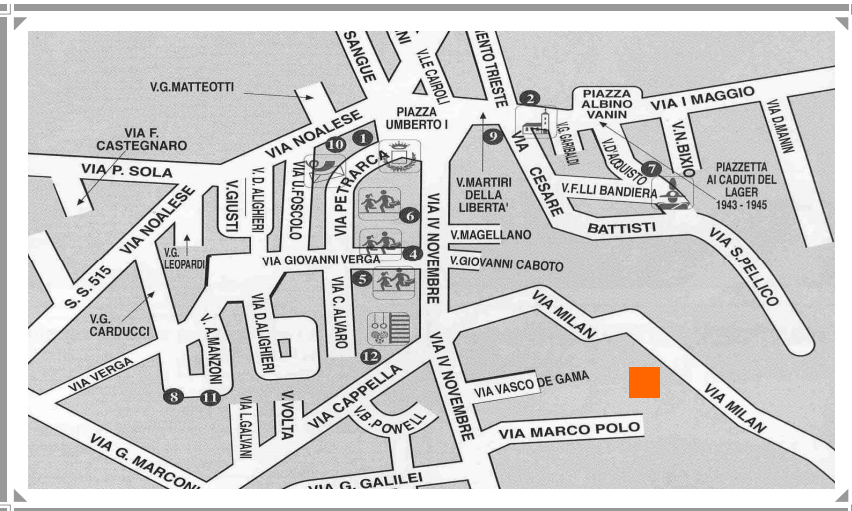 SANGUE
NI
V.LE CAIROLI
ENTO TRIESTE
V.G.MATTEOTTI
2
PIAZZA
ALBINO
VANIN
VIA I MAGGIO
VIA D.MANIN
PIAZZA
UMBERTO I
VIA F.
CASTEGNARO
VIA NOALESE
1
10
9
VIA CESARE
V.G. GARIBALDI
V.D'ACQUISTO
V.N.BIXIO
7
PIAZZETTA
AI CADUTI DEL
LAGER
1943 - 1945
VIA P. SOLA
VIA NOALESE
V.GIUSTI
V. D.ALIGHIERI
VIA U.FOSCOLO
VIA PETRARCA
V.MARTIRI
DELLA
LIBERTA'
V.F.LLI BANDIERA
6
VIA IV NOVEMBRE
BATTISTI
V.MAGELLANO
V.G.
LEOPARDI
VIA GIOVANNI VERGA
4
V.GIOVANNI CABOTO
VIA S.PELLICO
S.S. 515
5
V.G.
CARDUCCI
V. A.MANZONI
VIA D.ALIGHIERI
VIA C.ALVARO
12
VIA MILAN
VIA IV NOVEMBRE
VIA VERGA
8
11
VIA CAPPELLA
VIA VASCO DE GAMA
VIA MILAN
VIA L.GALVANI
V.VOLTA
V.B.POWELL
VIA MARCO POLO
VIA G. MARCONI
VIA G. GALILEI